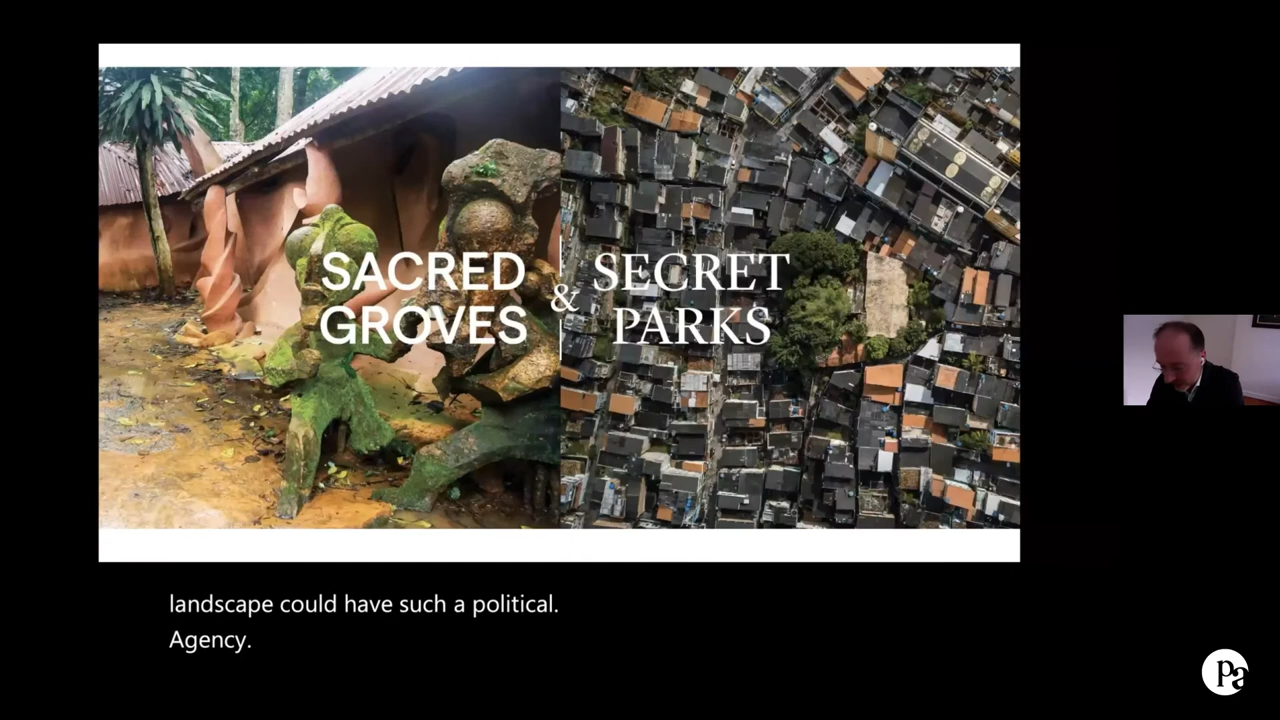 SACRED
GROVES
&
SECRET
PARKS
landscape could have such a political.
Agency.
Pa